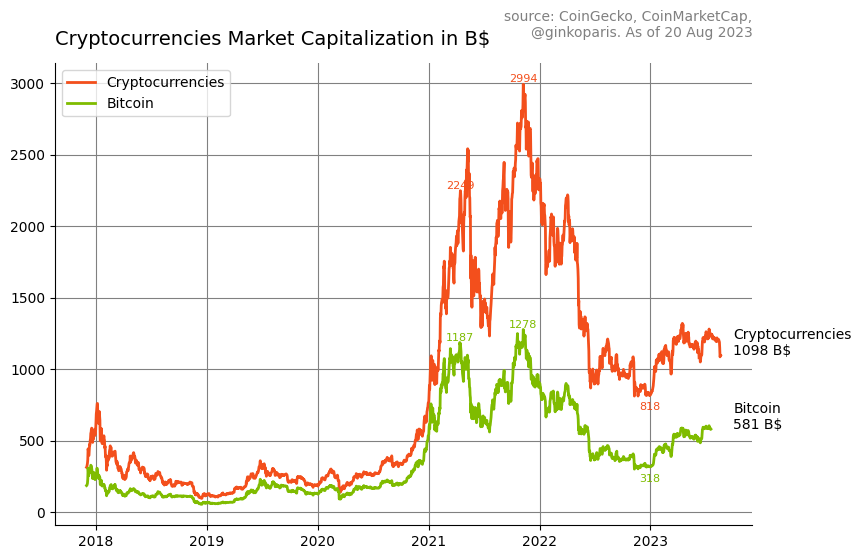 source: CoinGecko, CoinMarketCap,
@ginkoparis. As of 20 Aug 2023
Cryptocurrencies Market Capitalization in B$
Cryptocurrencies
Bitcoin
3000
2500
2000
1500
1000
500
0
2994
2249
1278
1187
818
318
Cryptocurrencies
1098 B$
Bitcoin
581 B$
2018
2019
2020
2021
2022
2023